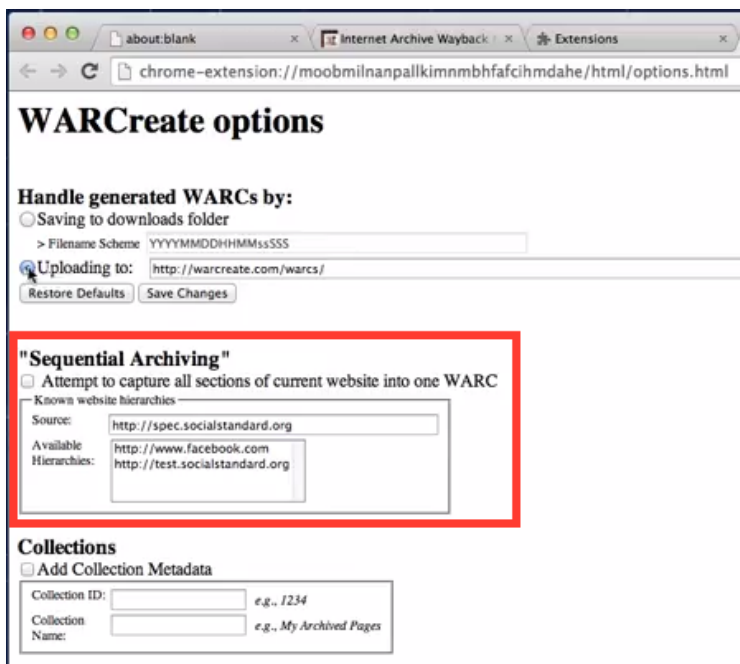 about:blank
Internet Archive Wayback
Extensions
chrome-extension://moobmilnanpallkimnmbhfafcihmdahe/html/options.html
WARCreate options
Handle generated WARCs by:
Saving to downloads folder
> Filename Scheme YYYYMMDDHHMMssSSS
Uploading to: http://warcreate.com/warcs/
Restore Defaults Save Changes
"Sequential Archiving"
Attempt to capture all sections of current website into one WARC
Known website hierarchies
Source: http://spec.socialstandard.org
Available http://www.facebook.com
Hierarchies: http://test.socialstandard.org
Collections
Add Collection Metadata
Collection ID: e.g., 1234
Collection
Name: e.g., My Archived Pages